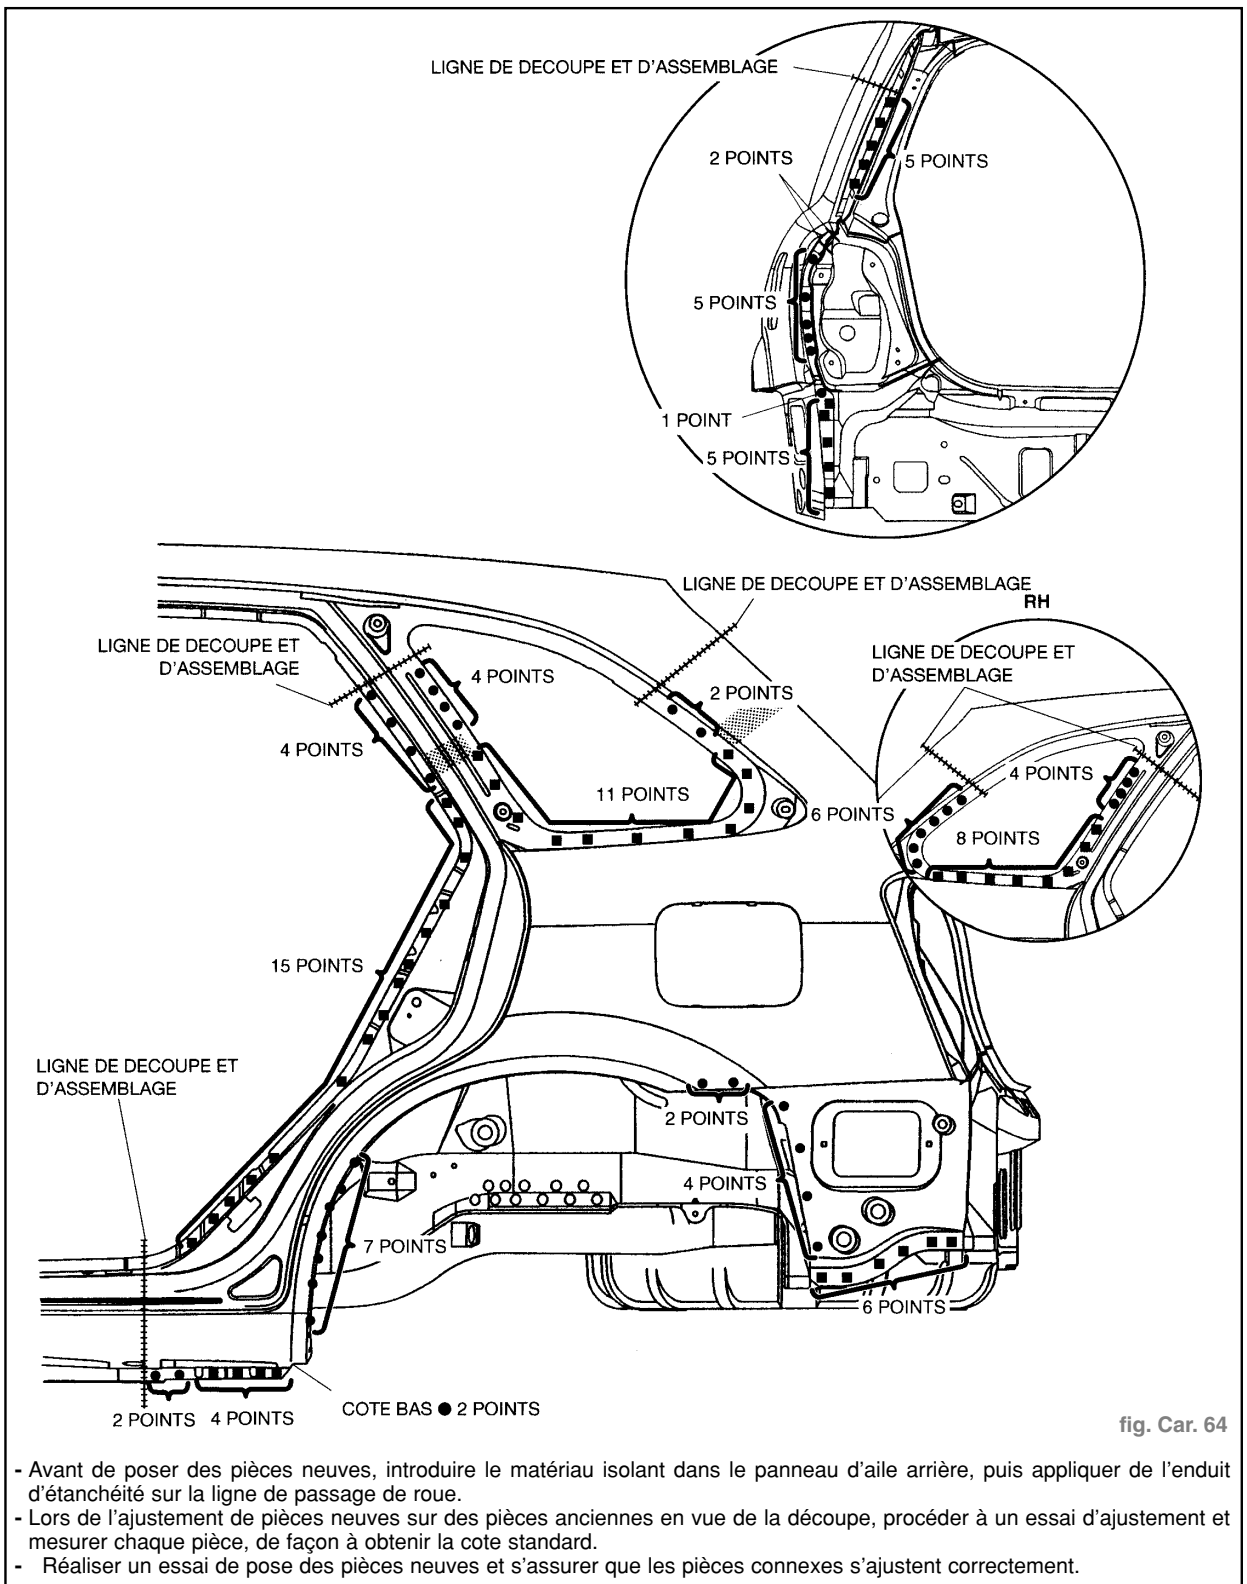 LIGNE DE DECOUPE ET D'ASSEMBLAGE
2 POINTS
5 POINTS
5 POINTS
1 POINT
5 POINTS
LIGNE DE DECOUPE ET D'ASSEMBLAGE
RH
LIGNE DE DECOUPE ET
D'ASSEMBLAGE
LIGNE DE DECOUPE ET
D'ASSEMBLAGE
4 POINTS
2 POINTS
4 POINTS
4 POINTS
11 POINTS
6 POINTS
8 POINTS
15 POINTS
LIGNE DE DECOUPE ET
D'ASSEMBLAGE
2 POINTS
4 POINTS
7 POINTS
6 POINTS
2 POINTS
4 POINTS
COTE BAS ● 2 POINTS
fig. Car. 64
- Avant de poser des pièces neuves, introduire le matériau isolant dans le panneau d'aile arrière, puis appliquer de l'enduit
d'étanchéité sur la ligne de passage de roue.
- Lors de l'ajustement de pièces neuves sur des pièces anciennes en vue de la découpe, procéder à un essai d'ajustement et
mesurer chaque pièce, de façon à obtenir la cote standard.
- Réaliser un essai de pose des pièces neuves et s'assurer que les pièces connexes s'ajustent correctement.